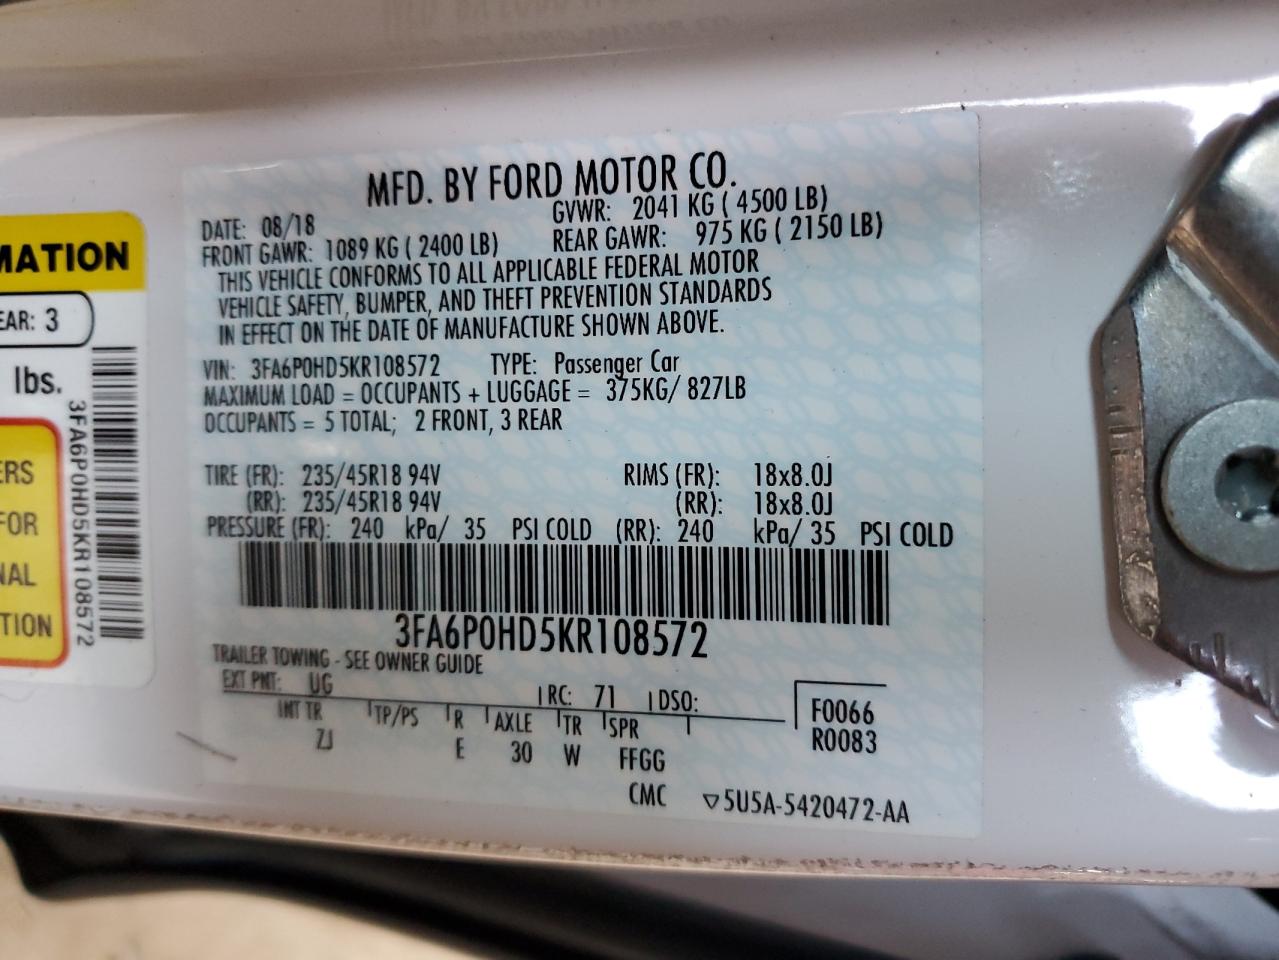 MFD. BY FORD MOTOR CO.
DATE: 08/18 GVWR: 2041 KG ( 4500 LB)
FRONT GAWR: 1089 KG ( 2400 LB) REAR GAWR: 975 KG ( 2150 LB)
THIS VEHICLE CONFORMS TO ALL APPLICABLE FEDERAL MOTOR
VEHICLE SAFETY, BUMPER, AND THEFT PREVENTION STANDARDS
IN EFFECT ON THE DATE OF MANUFACTURE SHOWN ABOVE.
VIN: 3FA6P0HD5KR108572 TYPE: Passenger Car
MAXIMUM LOAD = OCCUPANTS + LUGGAGE = 375KG/ 827LB
OCCUPANTS = 5 TOTAL; 2 FRONT, 3 REAR
TIRE (FR): 235/45R18 94V RIMS (FR): 18x8.0J
(RR): 235/45R18 94V (RR): 18x8.0J
PRESSURE (FR): 240 kPa/ 35 PSI COLD (RR): 240 kPa/ 35 PSI COLD
3FA6P0HD5KR108572
TRAILER TOWING - SEE OWNER GUIDE
EXT PNT: UG RC: 71 DSO:
INT TR TP/PS R AXLE TR SPR
ZJ E 30 W FFGG
F0066
R0083
CMC ▽5U5A-5420472-AA
MATION
EAR: 3
lbs.
3FA6P0HD5KR108572
ERS
FOR
NAL
TION